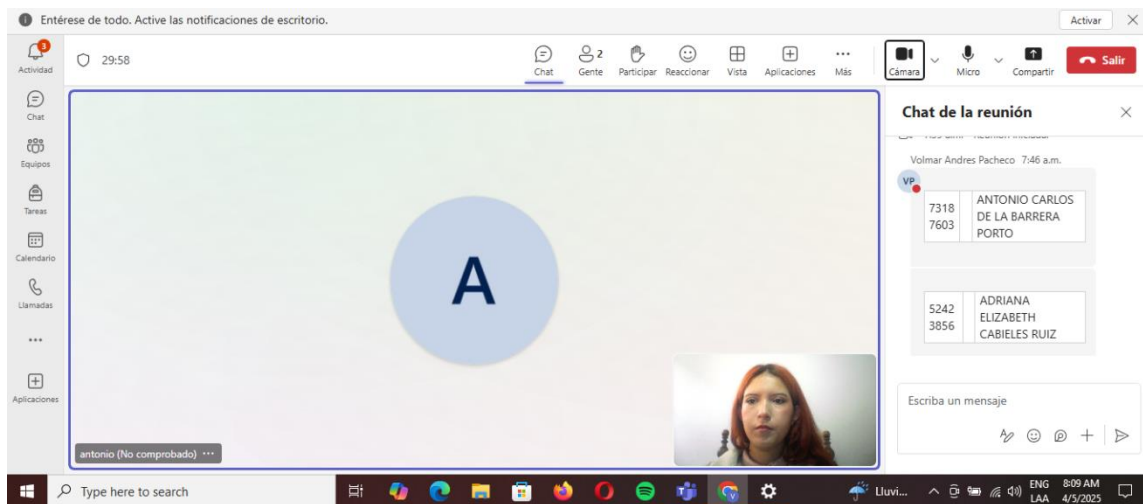 Entérese de todo. Active las notificaciones de escritorio.
Activar
3
Actividad
29:58
Chat
2
Gente
Participar
Reaccionar
Vista
Aplicaciones
Más
Cámara
Micro
Compartir
Salir
Chat
Equipos
Tareas
Calendario
Llamadas
Aplicaciones
A
antonio (No comprobado)
Chat de la reunión
Volmar Andres Pacheco 7:46 a.m.
VP
7318
7603
ANTONIO CARLOS
DE LA BARRERA
PORTO
5242
3856
ADRIANA
ELIZABETH
CABIELES RUIZ
Escriba un mensaje
Type here to search
Lluvi...
ENG
LAA
8:09 AM
4/5/2025